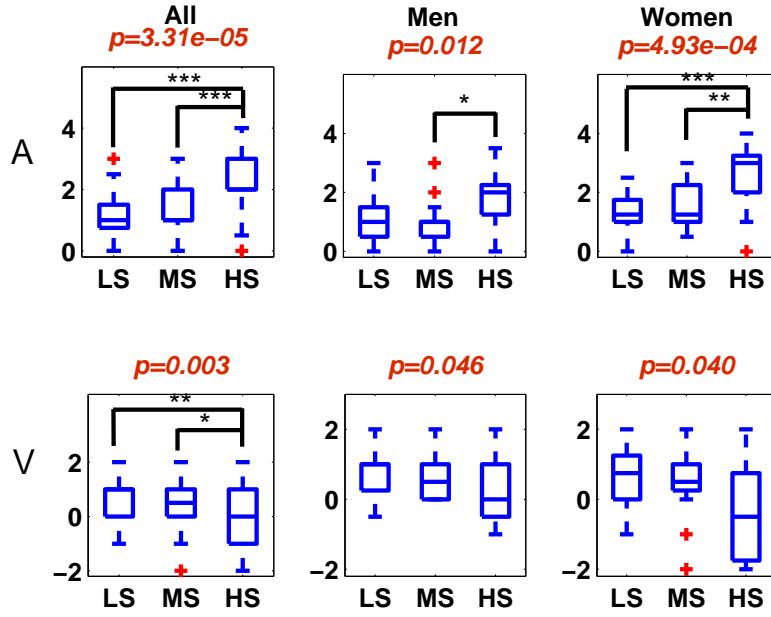 All Men Women
p=3.31e−05 p=0.012 p=4.93e−04
*** *** * *** **
A
4 2 0 4 2 0 4 2 0
LS MS HS LS MS HS LS MS HS
p=0.003 p=0.046 p=0.040
** *
V
2 0 −2 2 0 −2 2 0 −2
LS MS HS LS MS HS LS MS HS